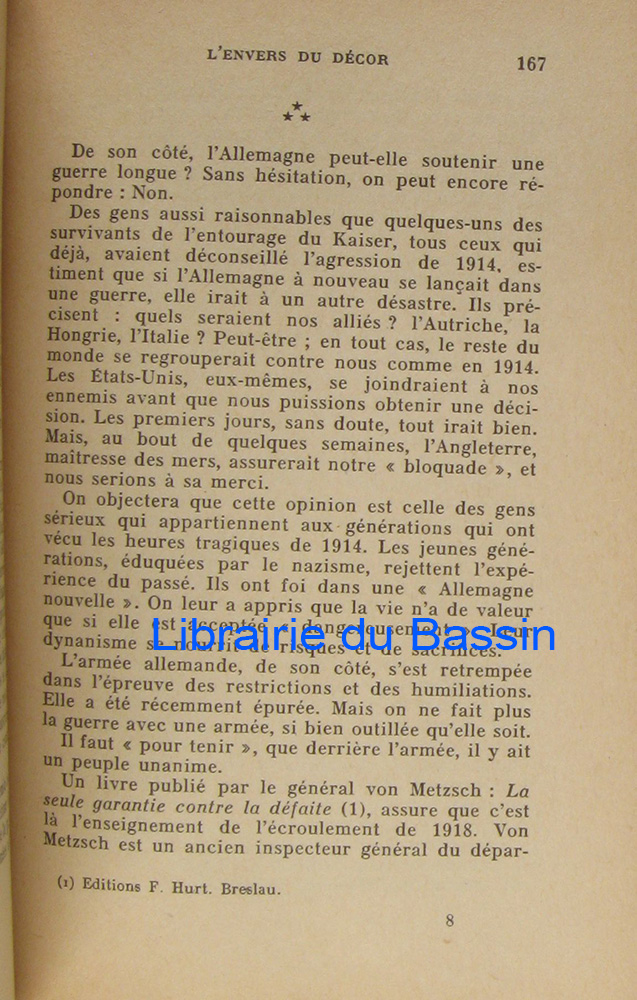 L'ENVERS DU DÉCOR 167
De son côté, l'Allemagne peut-elle soutenir une
guerre longue ? Sans hésitation, on peut encore ré-
pondre : Non.
Des gens aussi raisonnables que quelques-uns des
survivants de l'entourage du Kaiser, tous ceux qui
déjà, avaient déconseillé l'agression de 1914, es-
timent que si l'Allemagne à nouveau se lançait dans
une guerre, elle irait à un autre désastre. Ils pré-
cisent : quels seraient nos alliés ? l'Autriche, la
Hongrie, l'Italie ? Peut-être ; en tout cas, le reste du
monde se regrouperait contre nous comme en 1914.
Les États-Unis, eux-mêmes, se joindraient à nos
ennemis avant que nous puissions obtenir une déci-
sion. Les premiers jours, sans doute, tout irait bien.
Mais, au bout de quelques semaines, l'Angleterre,
maîtresse des mers, assurerait notre « bloquade », et
nous serions à sa merci.
On objectera que cette opinion est celle des gens
sérieux qui appartiennent aux générations qui ont
vécu les heures tragiques de 1914. Les jeunes géné-
rations, éduquées par le nazisme, rejettent l'expé-
rience du passé. Ils ont foi dans une « Allemagne
nouvelle ». On leur a appris que la vie n'a de valeur
que si elle est acceptée « dangereusement ». Leur
dynanisme se nourrit de risques et de sacrifices.
Librairie du Bassin
L'armée allemande, de son côté, s'est retrempée
dans l'épreuve des restrictions et des humiliations.
Elle a été récemment épurée. Mais on ne fait plus
la guerre avec une armée, si bien outillée qu'elle soit.
Il faut « pour tenir », que derrière l'armée, il y ait
un peuple unanime.
Un livre publié par le général von Metzsch : La
seule garantie contre la défaite (1), assure que c'est
là l'enseignement de l'écroulement de 1918. Von
Metzsch est un ancien inspecteur général du dépar-
(1) Editions F. Hurt. Breslau.
8